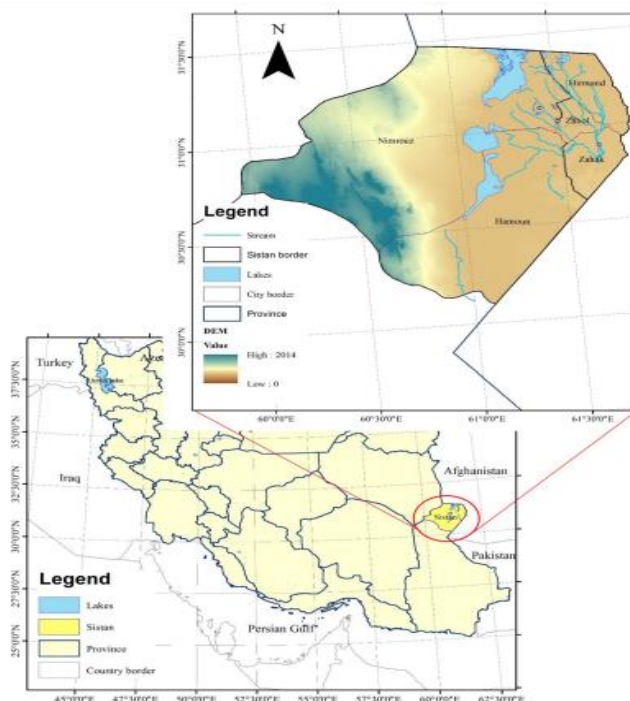 N
31°30'0"N
31°0'0"N
30°30'0"N
30°0'0"N
Hirmand
Zabol
Zahak
Nimrouz
Hamoun
Legend
Stream
Sistan border
Lakes
City border
Province
DEM
Value
High : 2014
Low : 0
60°0'0"E
60°30'0"E
61°0'0"E
61°30'0"E
Turkey
Iraq
Afghanistan
Pakistan
Persian Gulf
37°30'0"N
35°0'0"N
32°30'0"N
30°0'0"N
27°30'0"N
25°0'0"N
Legend
Lakes
Sistan
Province
Country border
45°0'0"E
47°30'0"E
50°0'0"E
52°30'0"E
55°0'0"E
57°30'0"E
60°0'0"E
62°30'0"E